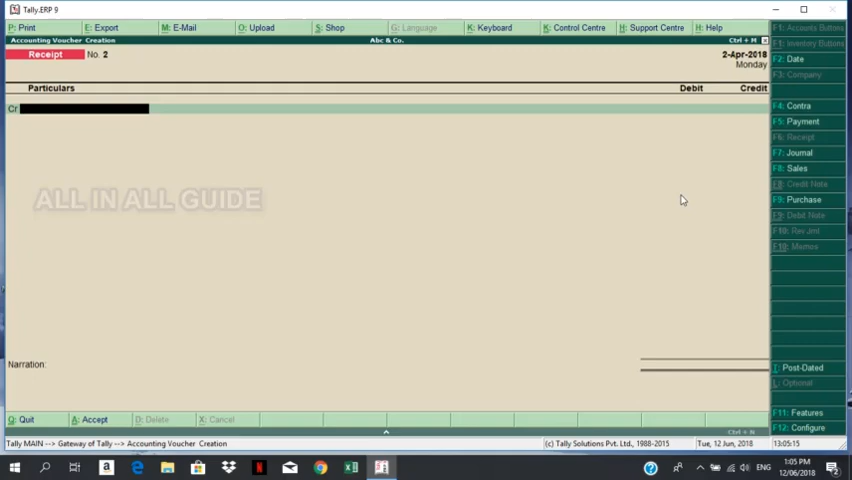 Tally.ERP 9
P: Print
E: Export
M: E-Mail
O: Upload
S: Shop
G: Language
K: Keyboard
K: Control Centre
H: Support Centre
H: Help
Accounting Voucher Creation
Abc & Co.
Ctrl + M
Receipt
No. 2
2-Apr-2018
Monday
Particulars
Debit
Credit
Cr
ALL IN ALL GUIDE
Narration:
F1: Accounts Buttons
F1: Inventory Buttons
F2: Date
F3: Company
F4: Contra
F5: Payment
F6: Receipt
F7: Journal
F8: Sales
F8: Credit Note
F9: Purchase
F9: Debit Note
F10: Rev Jrnl
F10: Memos
T: Post-Dated
L: Optional
F11: Features
F12: Configure
Q: Quit
A: Accept
D: Delete
X: Cancel
Ctrl + N
Tally MAIN --> Gateway of Tally --> Accounting Voucher Creation
(c) Tally Solutions Pvt. Ltd., 1988-2015
Tue, 12 Jun, 2018
13:05:15
ENG
1:05 PM
12/06/2018
2